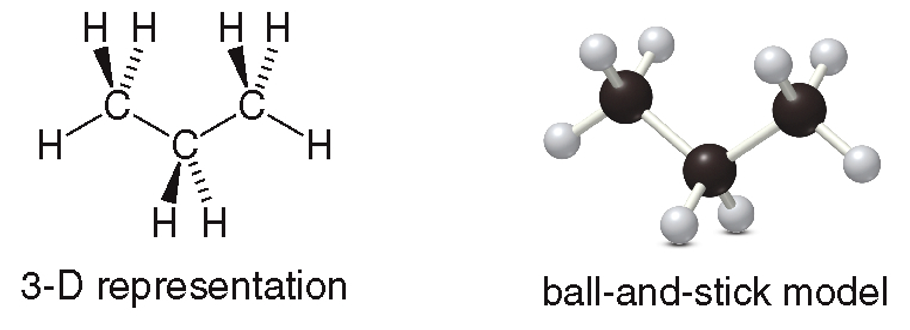 H H H H
C C
H C H
H H
3-D representation
ball-and-stick model